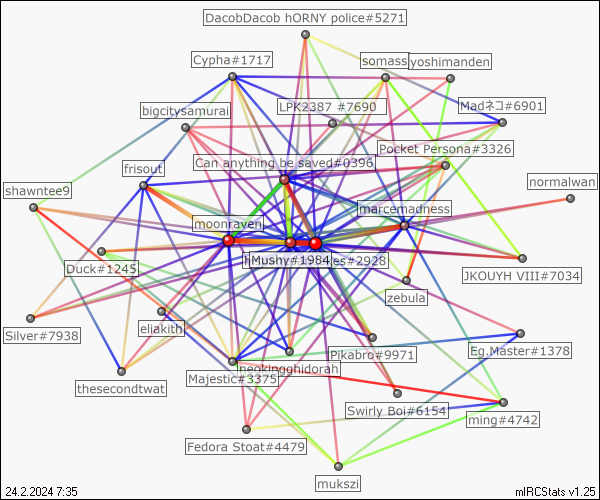 DacobDacob hORNY police#5271
Cypha#1717
somass
yoshimanden
bigcitysamurai
LPK2387 #7690
Madネコ#6901
Pocket Persona#3326
frisout
Can anything be saved#0396
normalwan
shawntee9
marcemadness
moonraven
Mushy#1984
es#2928
Duck#1245
JKOUYH VIII#7034
zebula
Silver#7938
eliakith
Pikabro#9971
Eg.Master#1378
neokingghidorah
Majestic#3375
thesecondtwat
Swirly Boi#6154
ming#4742
Fedora Stoat#4479
mukszi
24.2.2024 7:35
mIRCStats v1.25